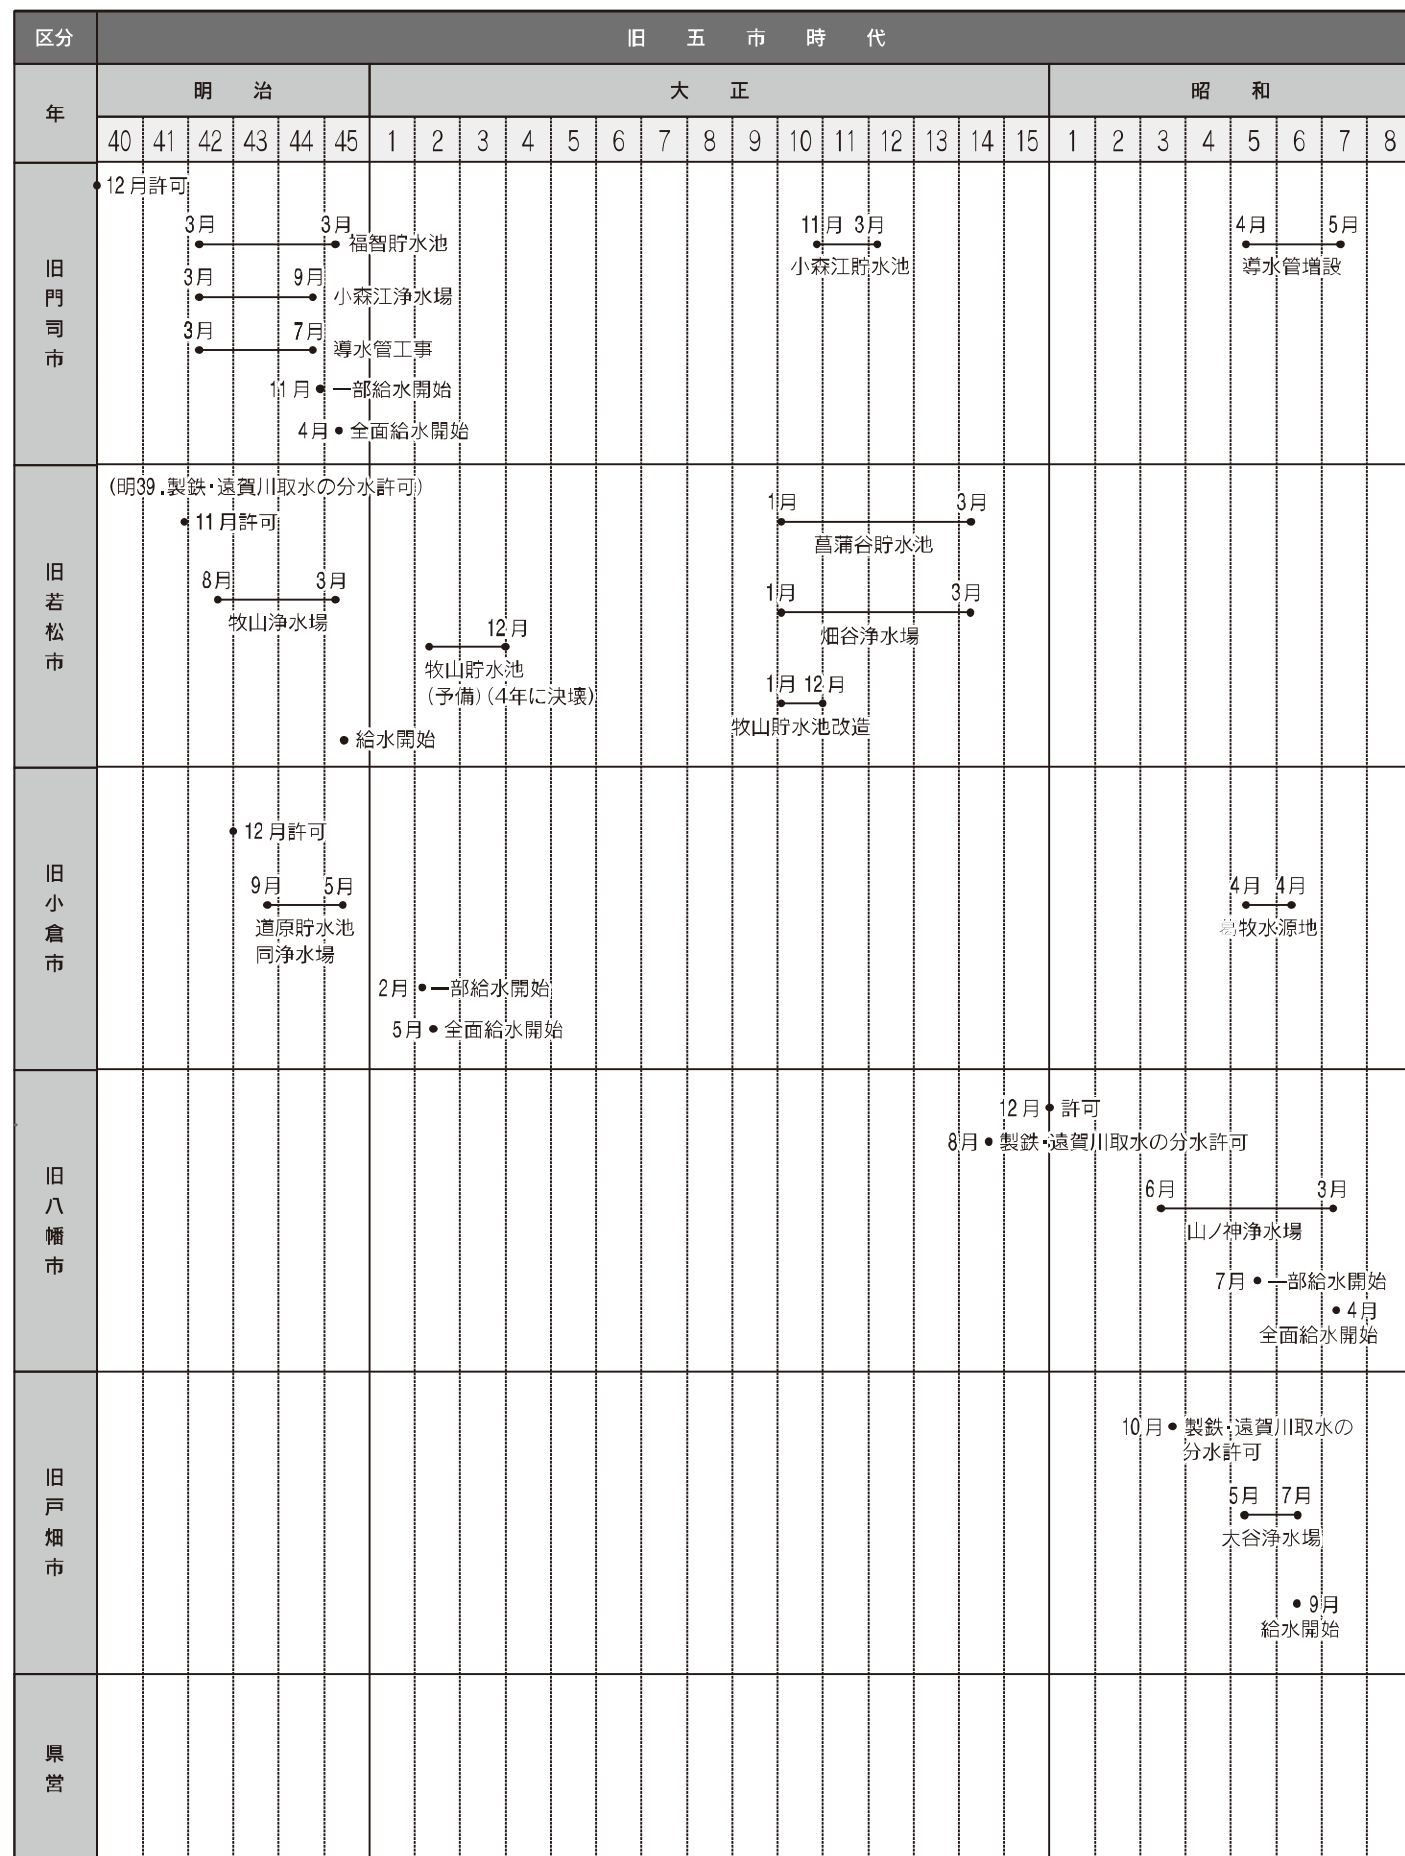 区分 旧五市時代
年 明治 大正 昭和
40 41 42 43 44 45 1 2 3 4 5 6 7 8 9 10 11 12 13 14 15 1 2 3 4 5 6 7 8
旧門司市
12月許可
3月 3月 福智貯水池
11月 3月
小森江貯水池
4月 5月
導水管増設
3月 9月 小森江浄水場
3月 7月 導水管工事
11月 一部給水開始
4月 全面給水開始
旧若松市
(明39.製鉄・遠賀川取水の分水許可)
11月許可
1月 3月
菖蒲谷貯水池
8月 3月
牧山浄水場
1月 3月
畑谷浄水場
12月
牧山貯水池
(予備)(4年に決壊)
1月 12月
牧山貯水池改造
給水開始
旧小倉市
12月許可
9月 5月
道原貯水池
同浄水場
4月 4月
葛牧水源地
2月 一部給水開始
5月 全面給水開始
旧八幡市
12月 許可
8月 製鉄・遠賀川取水の分水許可
6月 3月
山ノ神浄水場
7月 一部給水開始
4月
全面給水開始
旧戸畑市
10月 製鉄・遠賀川取水の
分水許可
5月 7月
大谷浄水場
9月
給水開始
県営